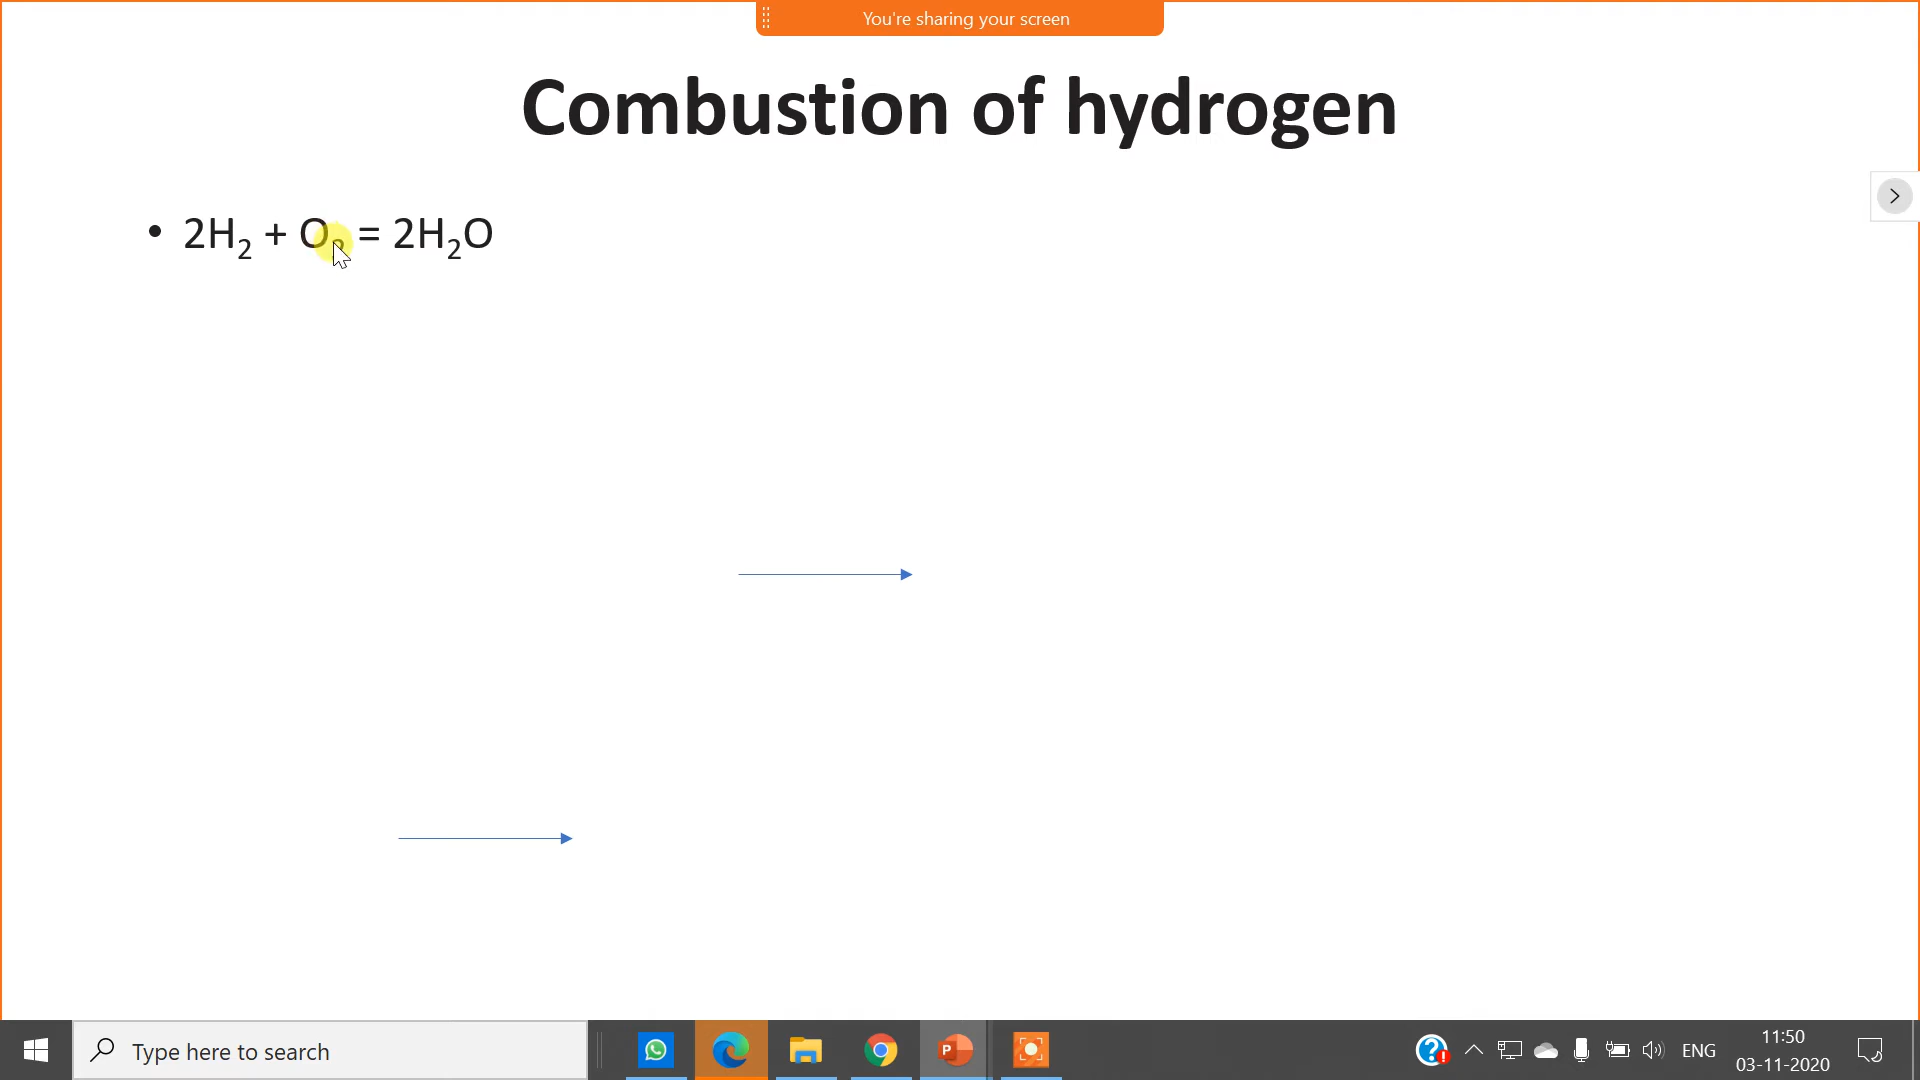 You're sharing your screen
Combustion of hydrogen
• 2H₂ + O₂ = 2H₂O
Type here to search
ENG
11:50
03-11-2020